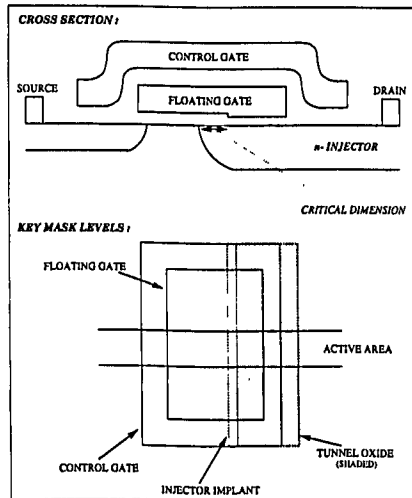 CROSS SECTION :
CONTROL GATE
SOURCE
DRAIN
FLOATING GATE
n- INJECTOR
CRITICAL DIMENSION
KEY MASK LEVELS :
FLOATING GATE
ACTIVE AREA
TUNNEL OXIDE
(SHADED)
CONTROL GATE
INJECTOR IMPLANT